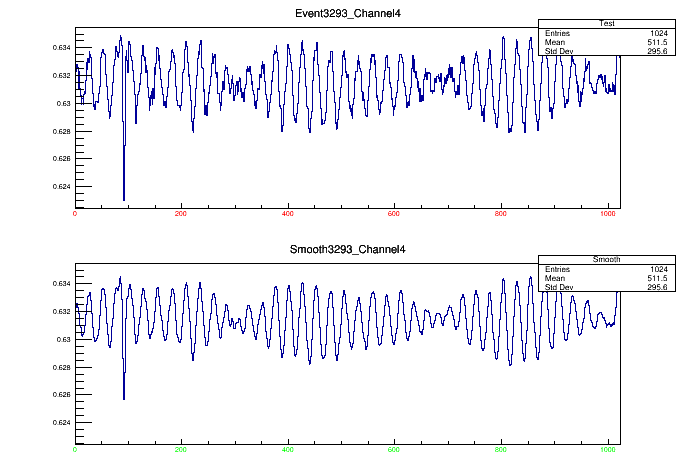 Event3293_Channel4
Test
Entries 1024
Mean 511.5
Std Dev 295.6
0.634
0.632
0.63
0.628
0.626
0.624
0 200 400 600 800 1000
Smooth3293_Channel4
Smooth
Entries 1024
Mean 511.5
Std Dev 295.6
0.634
0.632
0.63
0.628
0.626
0.624
0 200 400 600 800 1000